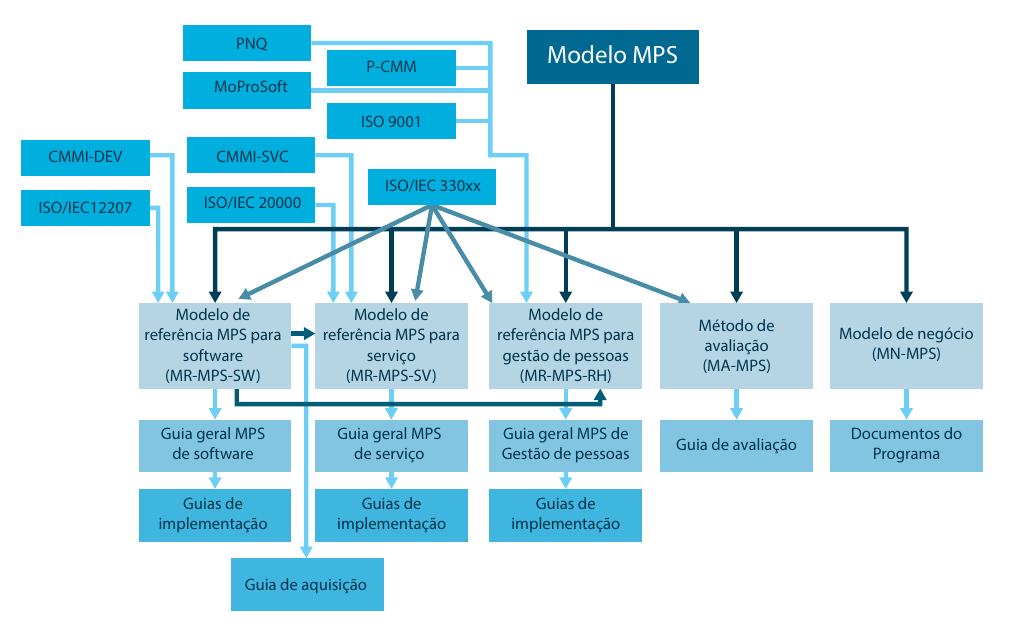 PNQ
Modelo MPS
P-CMM
MoProSoft
ISO 9001
CMMI-DEV
CMMI-SVC
ISO/IEC 330xx
ISO/IEC12207
ISO/IEC 20000
Modelo de
referência MPS para
software
(MR-MPS-SW)
Modelo de
referência MPS para
serviço
(MR-MPS-SV)
Modelo de
referência MPS para
gestão de pessoas
(MR-MPS-RH)
Método de
avaliação
(MA-MPS)
Modelo de negócio
(MN-MPS)
Guia geral MPS
de software
Guia geral MPS
de serviço
Guia geral MPS de
Gestão de pessoas
Guia de avaliação
Documentos do
Programa
Guias de
implementação
Guias de
implementação
Guias de
implementação
Guia de aquisição